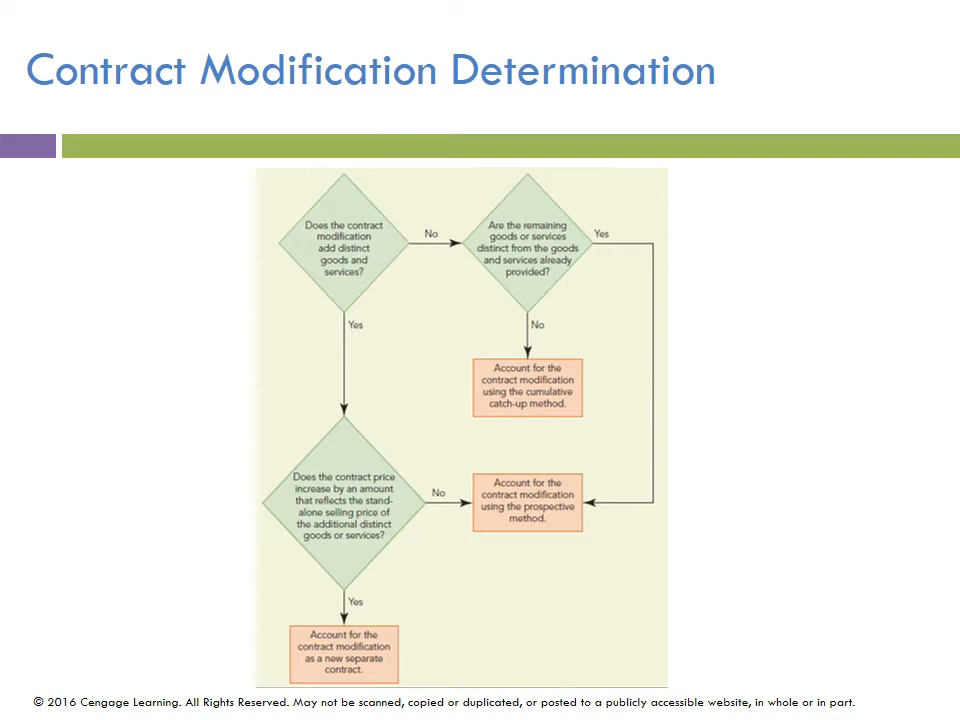 Contract Modification Determination
Does the contract
modification
add distinct
goods and
services?
No
Are the remaining
goods or services
distinct from the goods
and services already
provided?
Yes
Yes
No
Account for the
contract modification
using the cumulative
catch-up method.
Does the contract price
increase by an amount
that reflects the stand-
alone selling price of
the additional distinct
goods or services?
No
Account for the
contract modification
using the prospective
method.
Yes
Account for the
contract modification
as a new separate
contract.
© 2016 Cengage Learning. All Rights Reserved. May not be scanned, copied or duplicated, or posted to a publicly accessible website, in whole or in part.